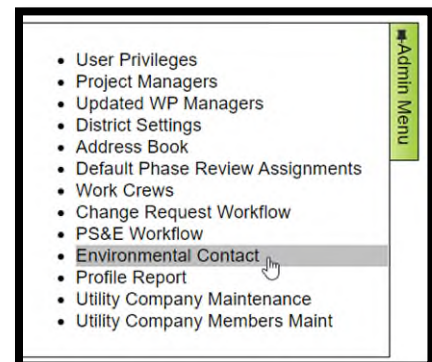 User Privileges
Project Managers
Updated WP Managers
District Settings
Address Book
Default Phase Review Assignments
Work Crews
Change Request Workflow
PS&E Workflow
Environmental Contact
Profile Report
Utility Company Maintenance
Utility Company Members Maint
Admin Menu